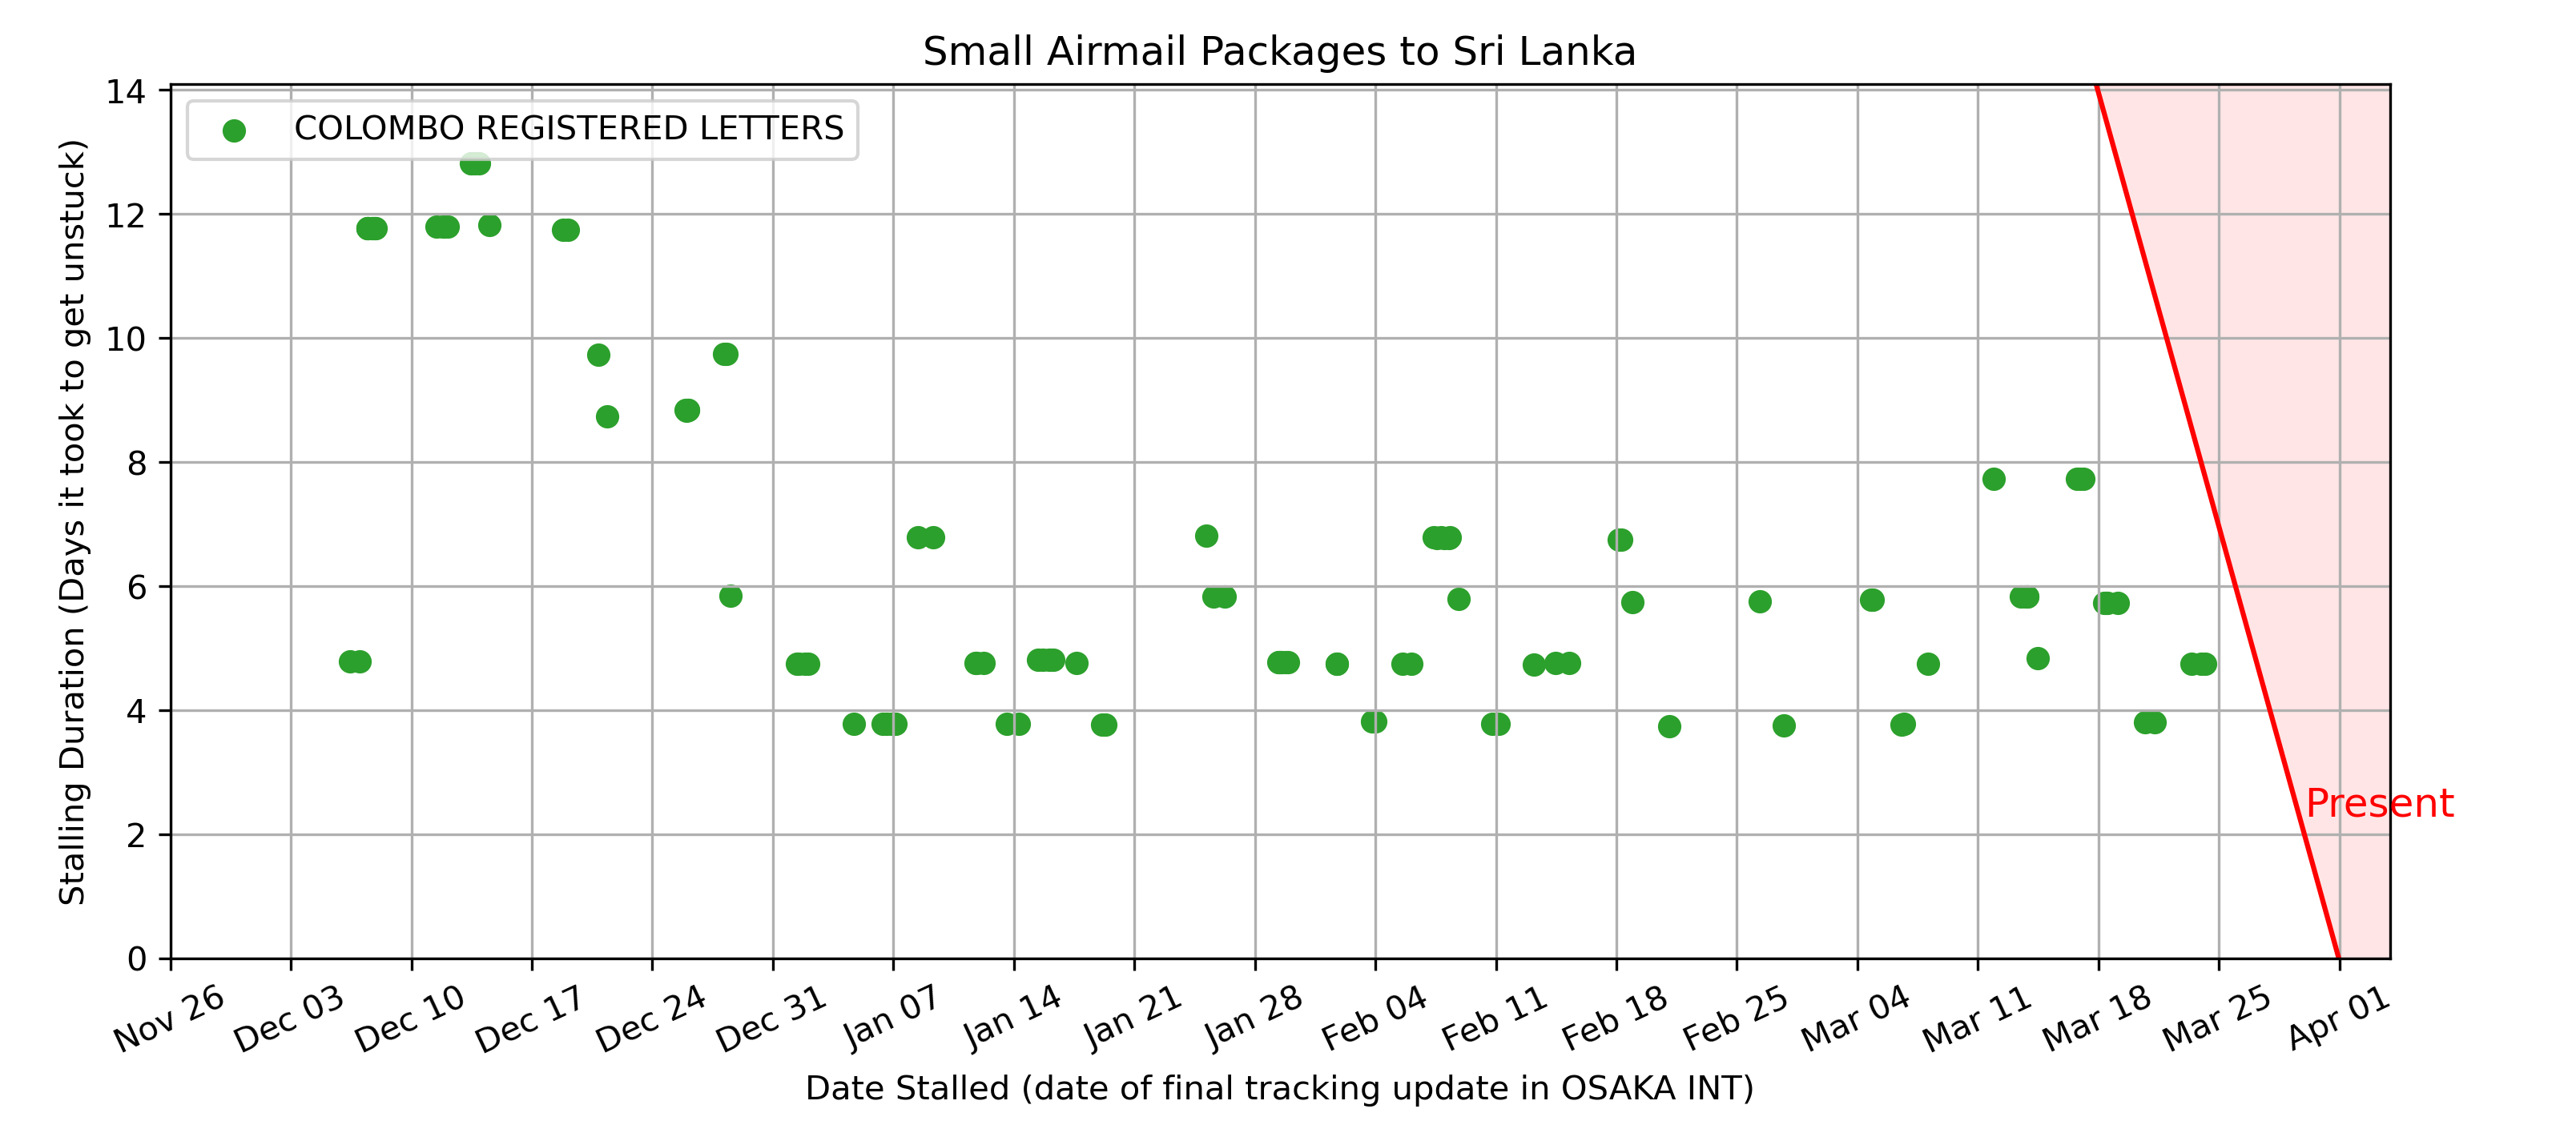 Small Airmail Packages to Sri Lanka
COLOMBO REGISTERED LETTERS
Stalling Duration (Days it took to get unstuck)
14
12
10
8
6
4
2
0
Present
Nov 26 Dec 03 Dec 10 Dec 17 Dec 24 Dec 31 Jan 07 Jan 14 Jan 21 Jan 28 Feb 04 Feb 11 Feb 18 Feb 25 Mar 04 Mar 11 Mar 18 Mar 25 Apr 01
Date Stalled (date of final tracking update in OSAKA INT)